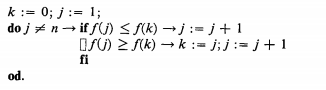 k := 0; j := 1;
do j ≠ n → if f(j) ≤ f(k) → j := j + 1
▯ f(j) ≥ f(k) → k := j; j := j + 1
fi
od.